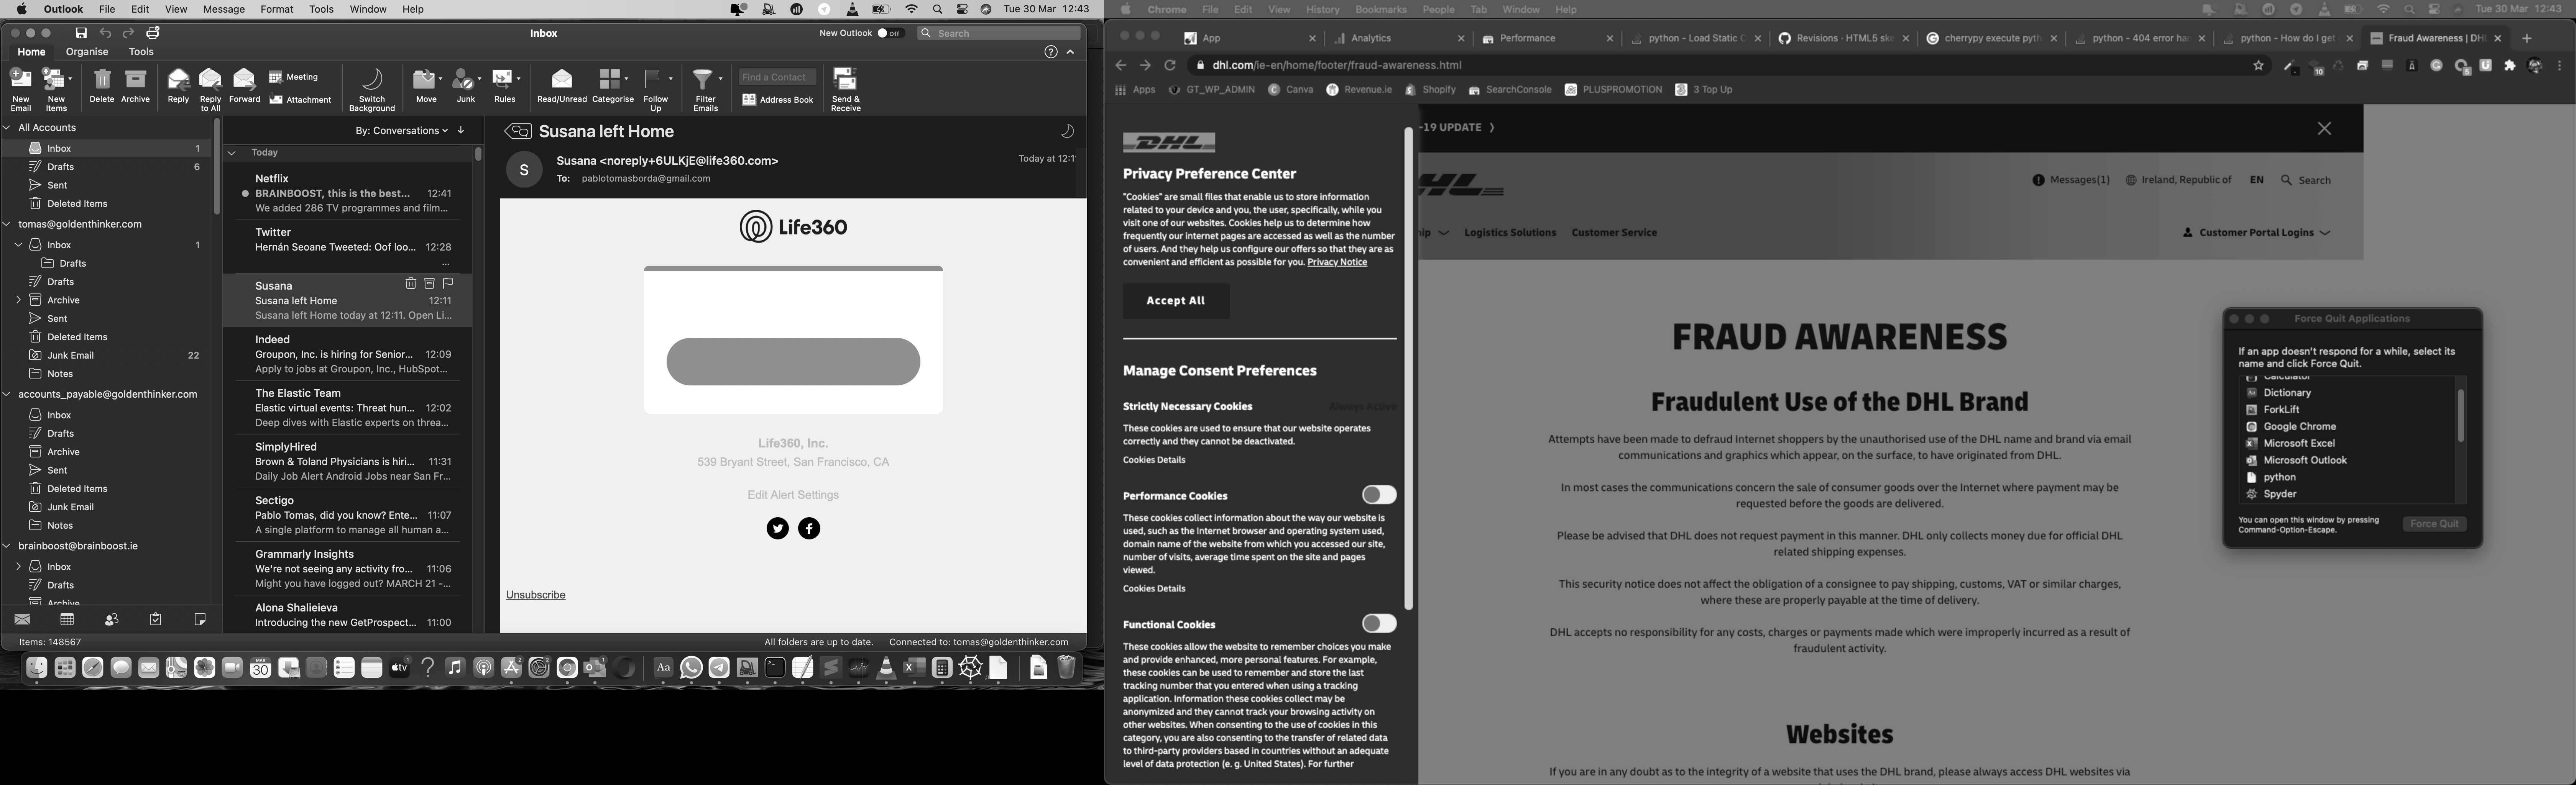 Outlook File Edit View Message Format Tools Window Help
Tue 30 Mar 12:43
Inbox
New Outlook Off
Search
Home Organise Tools
New Email
New Items
Delete
Archive
Reply
Reply to All
Forward
Meeting
Attachment
Switch Background
Move
Junk
Rules
Read/Unread
Categorise
Follow Up
Filter Emails
Find a Contact
Address Book
Send & Receive
All Accounts
Inbox 1
Drafts 6
Sent
Deleted Items
tomas@goldenthinker.com
Inbox 1
Drafts
Drafts
Archive
Sent
Deleted Items
Junk Email 22
Notes
accounts_payable@goldenthinker.com
Inbox
Drafts
Archive
Sent
Deleted Items
Junk Email
Notes
brainboost@brainboost.ie
Inbox
Drafts
Archive
By: Conversations
Today
Netflix
BRAINBOOST, this is the best... 12:41
We added 286 TV programmes and film...
Twitter
Hernán Seoane Tweeted: Oof loo... 12:28
...
Susana
Susana left Home 12:11
Susana left Home today at 12:11. Open Li...
Indeed
Groupon, Inc. is hiring for Senior... 12:09
Apply to jobs at Groupon, Inc., HubSpot...
The Elastic Team
Elastic virtual events: Threat hun... 12:02
Deep dives with Elastic experts on threa...
SimplyHired
Brown & Toland Physicians is hiri... 11:31
Daily Job Alert Android Jobs near San Fr...
Sectigo
Pablo Tomas, did you know? Ente... 11:07
A single platform to manage all human a...
Grammarly Insights
We're not seeing any activity fro... 11:06
Might you have logged out? MARCH 21 -...
Alona Shalieieva
Introducing the new GetProspect... 11:00
Susana left Home
S
Susana <noreply+6ULKjE@life360.com>
Today at 12:1
To: pablotomasborda@gmail.com
Life360
Life360, Inc.
539 Bryant Street, San Francisco, CA
Edit Alert Settings
Unsubscribe
Items: 148567
All folders are up to date. Connected to: tomas@goldenthinker.com
MAR
30
tv
Aa
Chrome File Edit View History Bookmarks People Tab Window Help
Tue 30 Mar 12:43
App
Analytics
Performance
python - Load Static C
Revisions · HTML5 ske
cherrypy execute pyth
python - 404 error han
python - How do I get
Fraud Awareness | DHL
dhl.com/ie-en/home/footer/fraud-awareness.html
Apps
GT_WP_ADMIN
Canva
Revenue.ie
Shopify
SearchConsole
PLUSPROMOTION
3 Top Up
DHL
Privacy Preference Center
"Cookies" are small files that enable us to store information
related to your device and you, the user, specifically, while you
visit one of our websites. Cookies help us to determine how
frequently our internet pages are accessed as well as the number
of users. And they help us configure our offers so that they are as
convenient and efficient as possible for you. Privacy Notice
Accept All
Manage Consent Preferences
Strictly Necessary Cookies Always Active
These cookies are used to ensure that our website operates
correctly and they cannot be deactivated.
Cookies Details
Performance Cookies
These cookies collect information about the way our website is
used, such as the Internet browser and operating system used,
domain name of the website from which you accessed our site,
number of visits, average time spent on the site and pages
viewed.
Cookies Details
Functional Cookies
These cookies allow the website to remember choices you make
and provide enhanced, more personal features. For example,
these cookies can be used to remember and store the last
tracking number that you entered when using a tracking
application. Information these cookies collect may be
anonymized and they cannot track your browsing activity on
other websites. When consenting to the use of cookies in this
category, you are also consenting to the transfer of related data
to third-party providers based in countries without an adequate
level of data protection (e. g. United States). For further
-19 UPDATE
Messages(1)
Ireland, Republic of
EN
Search
hip
Logistics Solutions
Customer Service
Customer Portal Logins
FRAUD AWARENESS
Fraudulent Use of the DHL Brand
Attempts have been made to defraud Internet shoppers by the unauthorised use of the DHL name and brand via email
communications and graphics which appear, on the surface, to have originated from DHL.
In most cases the communications concern the sale of consumer goods over the Internet where payment may be
requested before the goods are delivered.
Please be advised that DHL does not request payment in this manner. DHL only collects money due for official DHL
related shipping expenses.
This security notice does not affect the obligation of a consignee to pay shipping, customs, VAT or similar charges,
where these are properly payable at the time of delivery.
DHL accepts no responsibility for any costs, charges or payments made which were improperly incurred as a result of
fraudulent activity.
Websites
If you are in any doubt as to the integrity of a website that uses the DHL brand, please always access DHL websites via
Force Quit Applications
If an app doesn't respond for a while, select its
name and click Force Quit.
Calculator
Dictionary
ForkLift
Google Chrome
Microsoft Excel
Microsoft Outlook
python
Spyder
You can open this window by pressing
Command-Option-Escape.
Force Quit